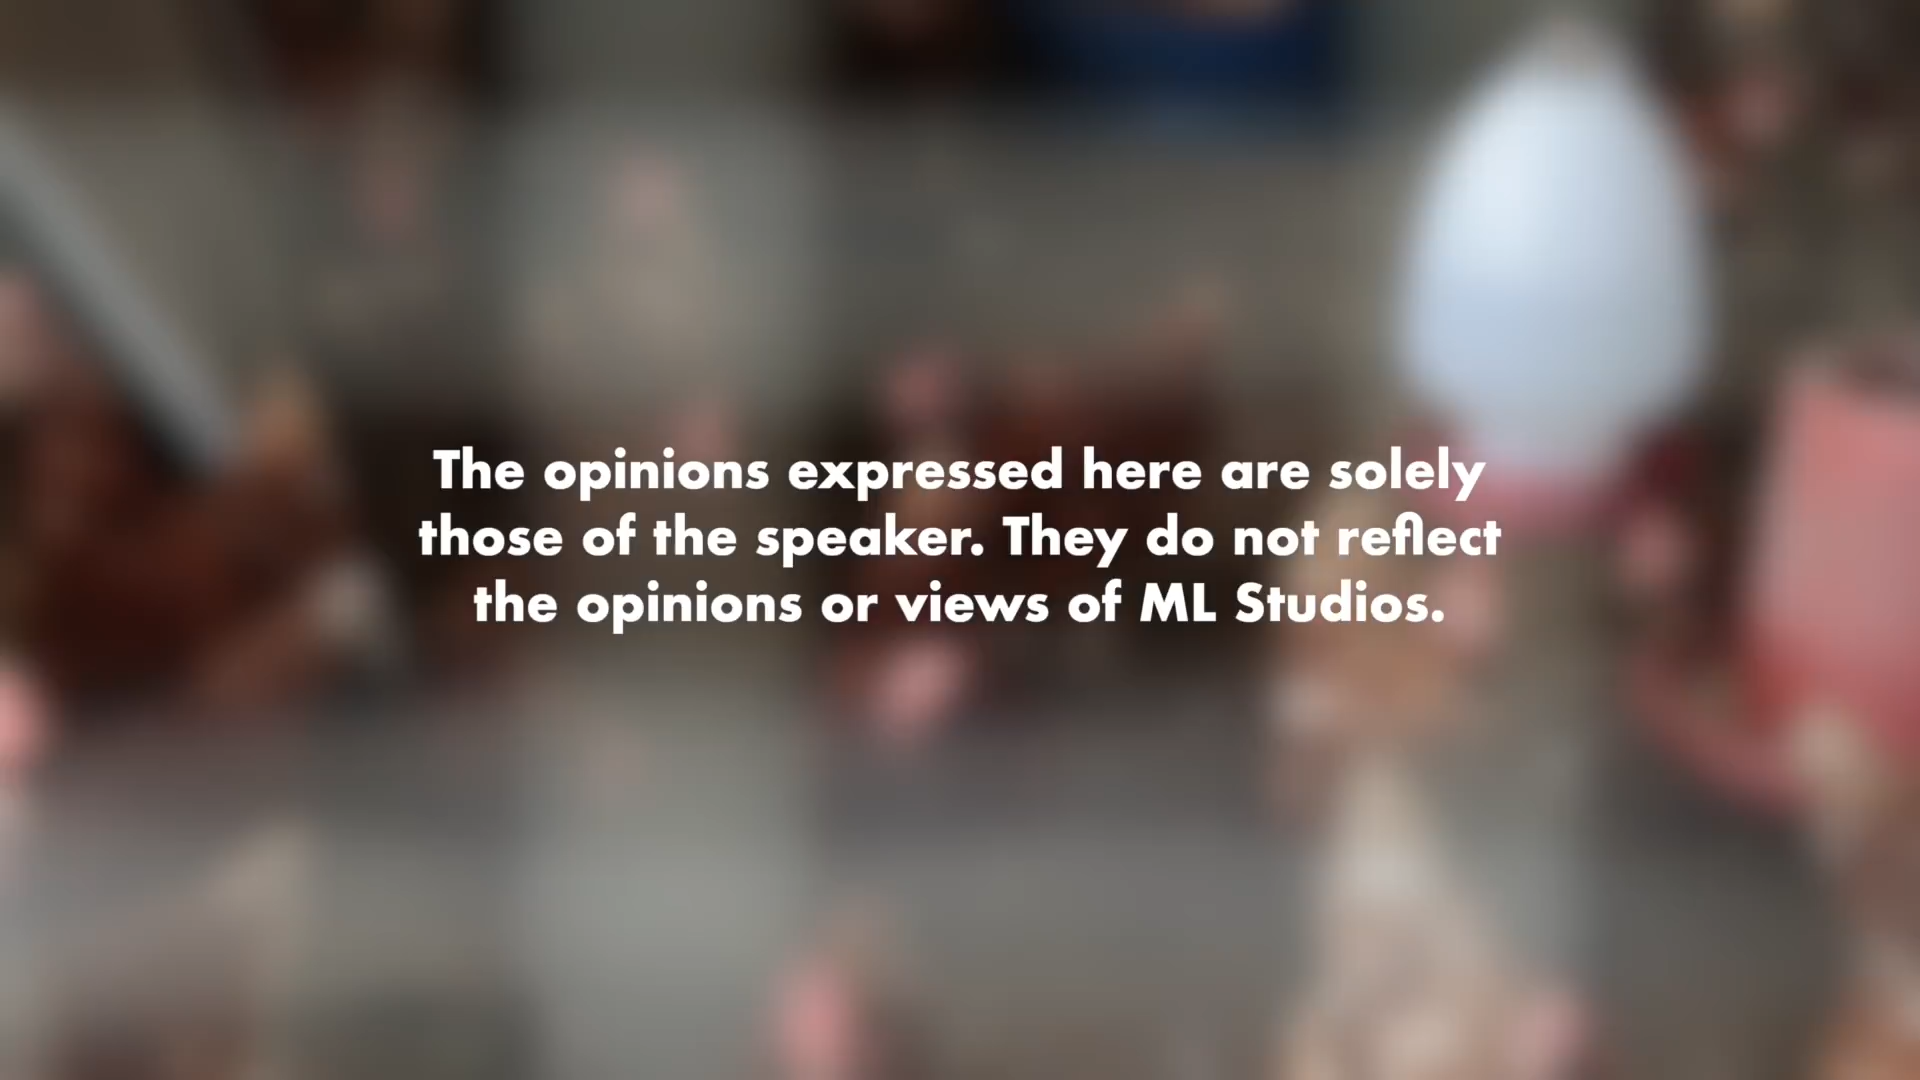 The opinions expressed here are solely
those of the speaker. They do not reflect
the opinions or views of ML Studios.